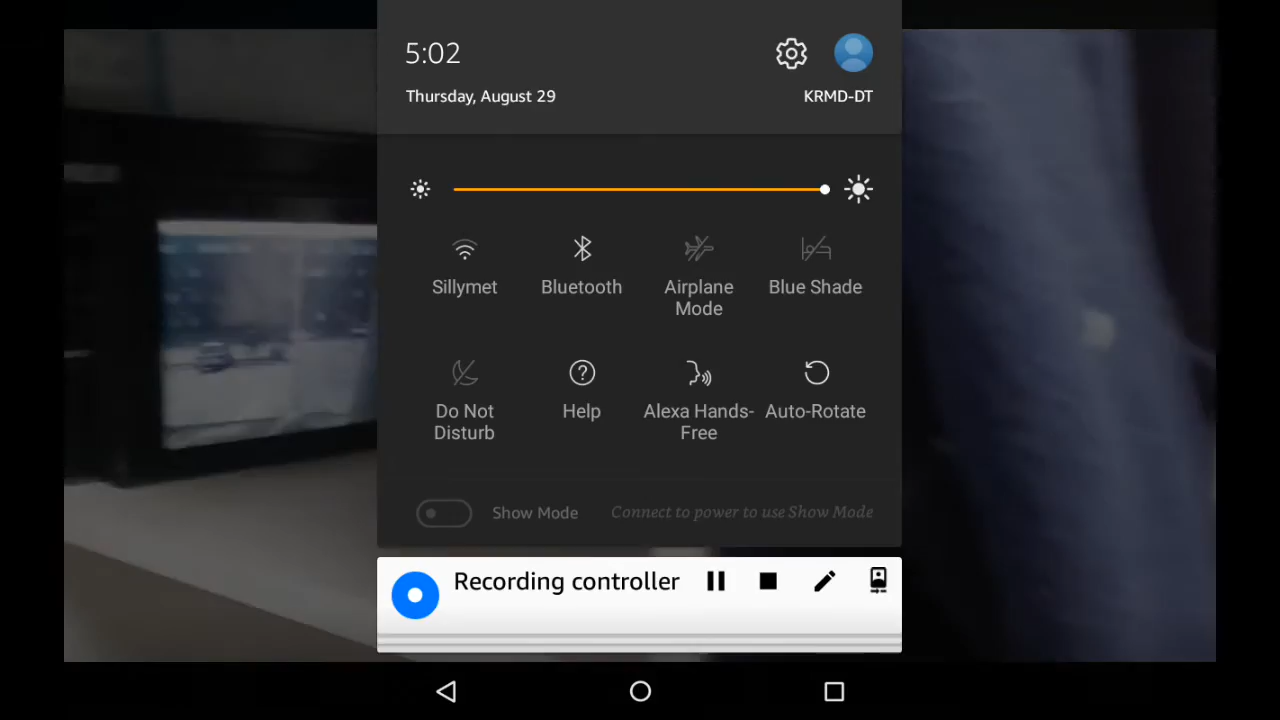 5:02
Thursday, August 29
KRMD-DT
Sillymet
Bluetooth
Airplane
Mode
Blue Shade
Do Not
Disturb
Help
Alexa Hands-
Free
Auto-Rotate
Show Mode
Connect to power to use Show Mode
Recording controller